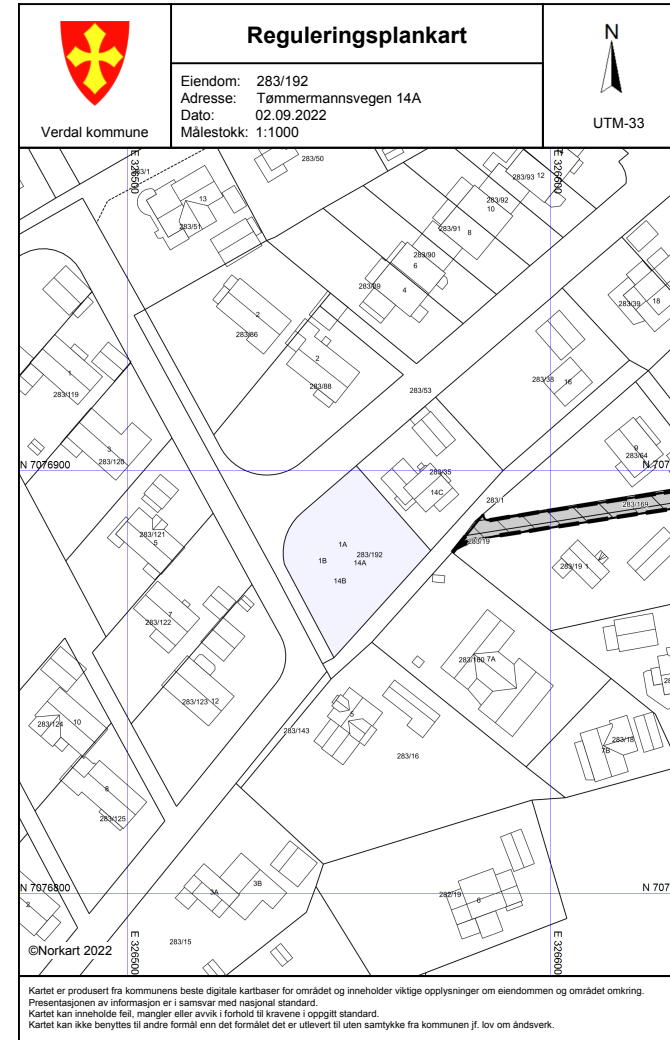 Reguleringsplankart
Eiendom: 283/192
Adresse: Tømmermannsvegen 14A
Dato: 02.09.2022
Målestokk: 1:1000
Verdal kommune
N
UTM-33
E 326500
E 326600
283/1
283/50
283/93 12
13
283/92
10
283/51
283/91
8
283/90
6
283/89
4
283/39
18
2
283/86
2
283/88
1
283/119
283/53
283/38
16
3
283/120
9
283/64
N 7076900
N 707
283/35
14C
283/1
283/169
283/121
5
283/19
1A
283/192
1B
14A
14B
283/19 1
7
283/122
283/160 7A
283/123 12
5
283/124
10
283/143
283/16
283/18
7B
8
283/125
3A
3B
N 7076800
N 707
282/19
6
2
283/15
©Norkart 2022
E 326500
E 326600
Kartet er produsert fra kommunens beste digitale kartbaser for området og inneholder viktige opplysninger om eiendommen og området omkring.
Presentasjonen av informasjon er i samsvar med nasjonal standard.
Kartet kan inneholde feil, mangler eller avvik i forhold til kravene i oppgitt standard.
Kartet kan ikke benyttes til andre formål enn det formålet det er utlevert til uten samtykke fra kommunen jf. lov om åndsverk.